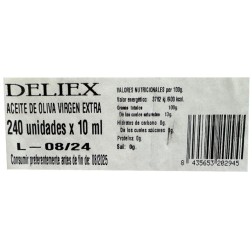 DELIEX
ACEITE DE OLIVA VIRGEN EXTRA
240 unidades x 10 ml
L - 08/24
Consumir preferentemente antes de fin de: 08/2025
VALORES NUTRICIONALES por 100g.
Valor energético: 3762 kj/900 kcal.
Grasas totales 100g.
De las cuales saturadas 13g.
Hidratos de carbono 0g.
De los cuales azúcares 0g.
Proteínas: 0g.
Sal: 0g.
8 435653 202945